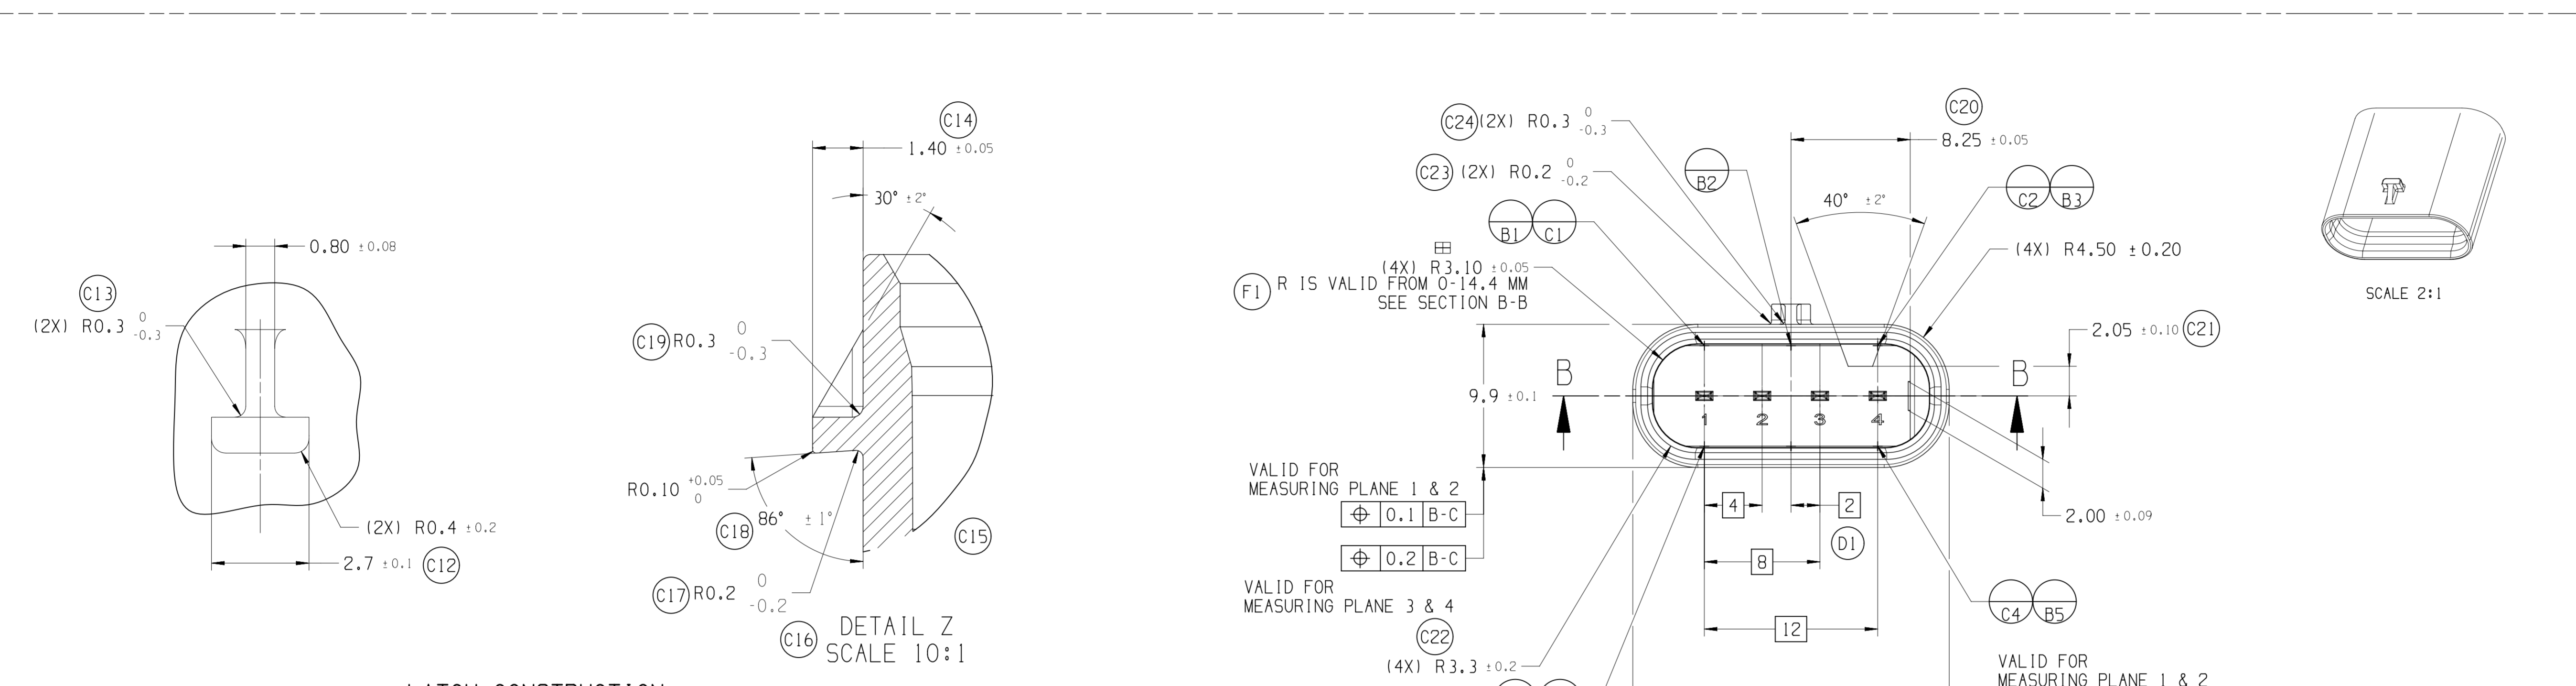 0.80 ±0.08
C13
(2X) R0.3 0 -0.3
(2X) R0.4 ±0.2
2.7 ±0.1 C12
C14
1.40 ±0.05
30° ±2°
C19 R0.3 0 -0.3
R0.10 +0.05 0
C18 86° ±1°
C15
C17 R0.2 0 -0.2
C16 DETAIL Z
SCALE 10:1
C24 (2X) R0.3 0 -0.3
C23 (2X) R0.2 0 -0.2
B2
B1 C1
(4X) R3.10 ±0.05
F1 R IS VALID FROM 0-14.4 MM
SEE SECTION B-B
C20
8.25 ±0.05
40° ±2°
C2 B3
(4X) R4.50 ±0.20
2.05 ±0.10 C21
B B
9.9 ±0.1
1 2 3 4
VALID FOR
MEASURING PLANE 1 & 2
0.1 B-C
0.2 B-C
VALID FOR
MEASURING PLANE 3 & 4
4 2
D1
8
12
2.00 ±0.09
C4 B5
C22
(4X) R3.3 ±0.2
VALID FOR
MEASURING PLANE 1 & 2
SCALE 2:1